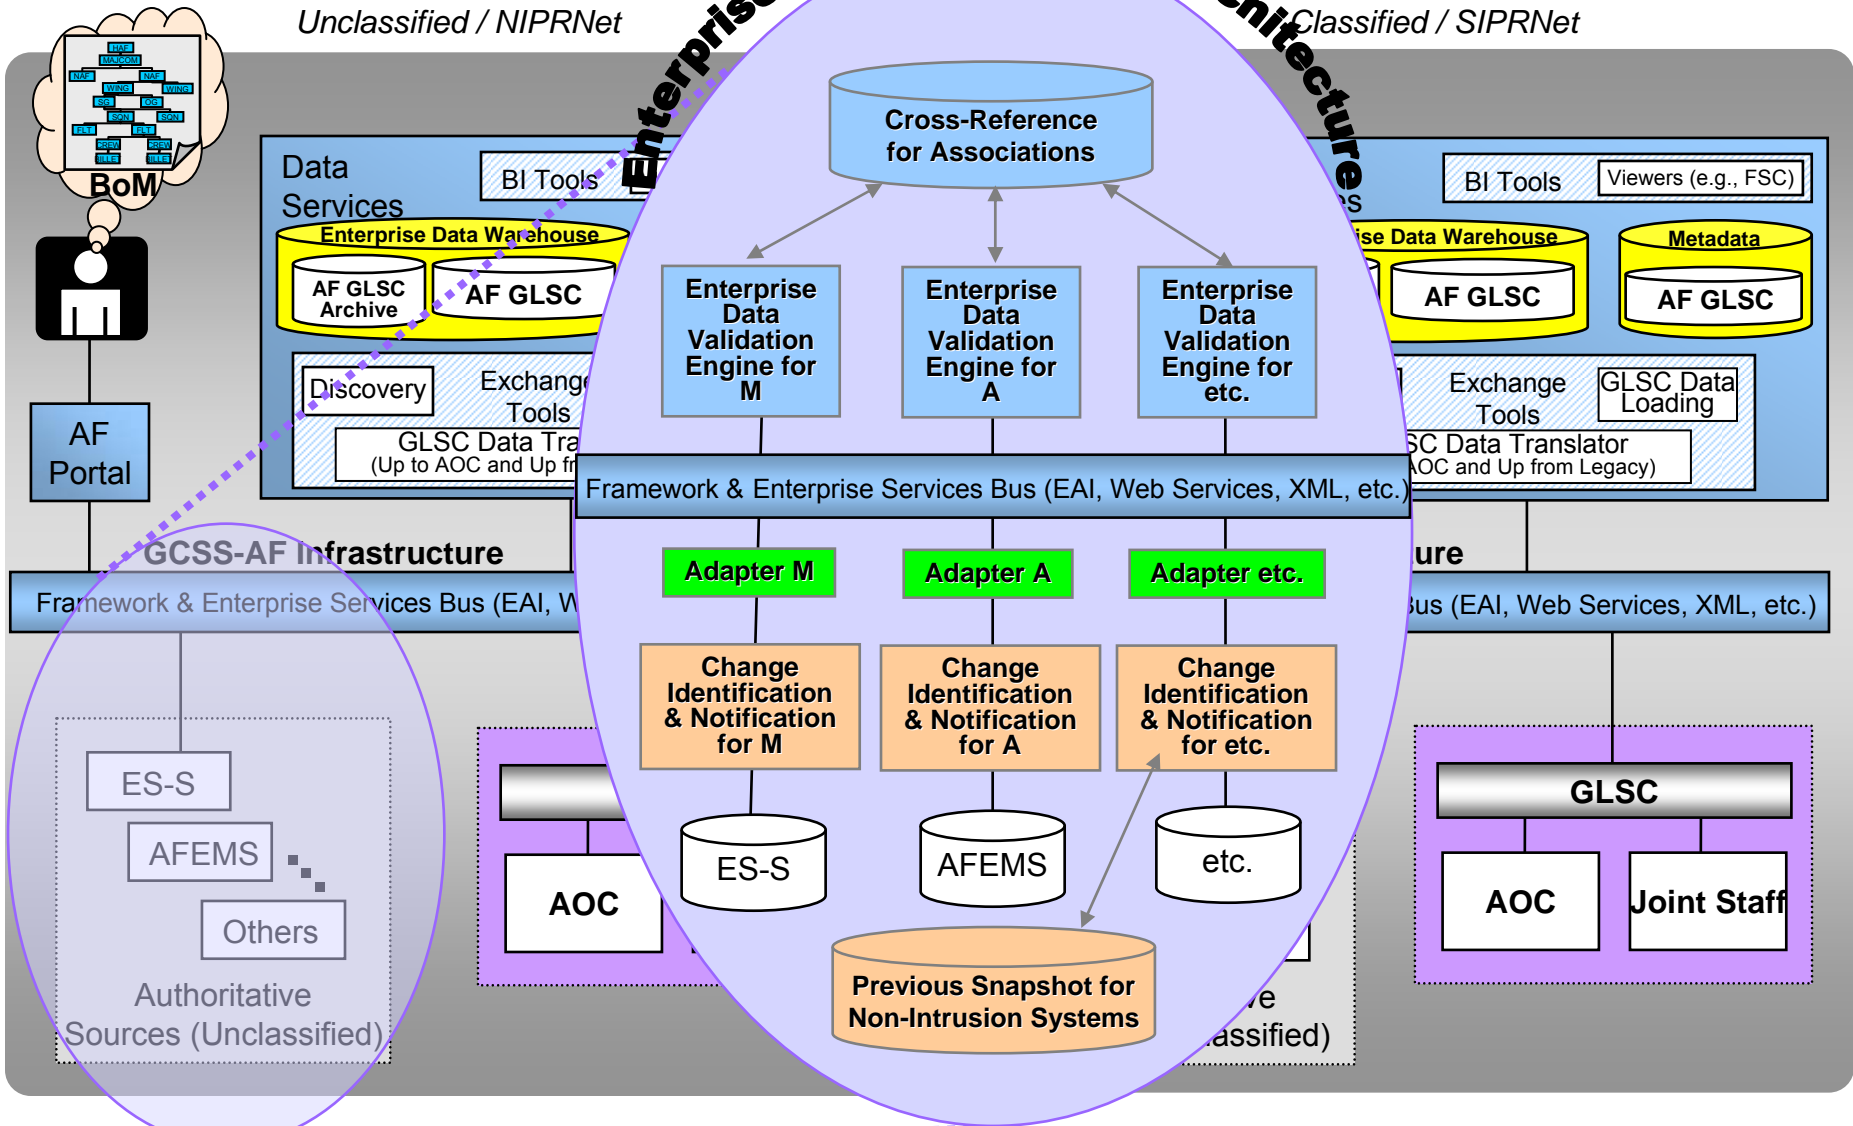 Unclassified / NIPRNet
Classified / SIPRNet
Enterpris
hitecture
HAF
MAJCOM
NAF
NAF
WING
WING
SG
OG
SQN
SQN
FLT
FLT
CREW
CREW
BoM
AF
Portal
Data
Services
BI Tools
Enterprise Data Warehouse
AF GLSC
Archive
AF GLSC
Discovery
Exchange
Tools
GLSC Data Tra
(Up to AOC and Up fr
GCSS-AF Infrastructure
Framework & Enterprise Services Bus (EAI, W
ES-S
AFEMS
Others
Authoritative
Sources (Unclassified)
AOC
Cross-Reference
for Associations
Enterprise
Data
Validation
Engine for
M
Enterprise
Data
Validation
Engine for
A
Enterprise
Data
Validation
Engine for
etc.
Framework & Enterprise Services Bus (EAI, Web Services, XML, etc.)
Adapter M
Adapter A
Adapter etc.
Change
Identification
& Notification
for M
Change
Identification
& Notification
for A
Change
Identification
& Notification
for etc.
ES-S
AFEMS
etc.
Previous Snapshot for
Non-Intrusion Systems
es
BI Tools
Viewers (e.g., FSC)
ise Data Warehouse
AF GLSC
Metadata
AF GLSC
Exchange
Tools
GLSC Data
Loading
SC Data Translator
AOC and Up from Legacy)
ure
Bus (EAI, Web Services, XML, etc.)
GLSC
AOC
Joint Staff
ve
assified)